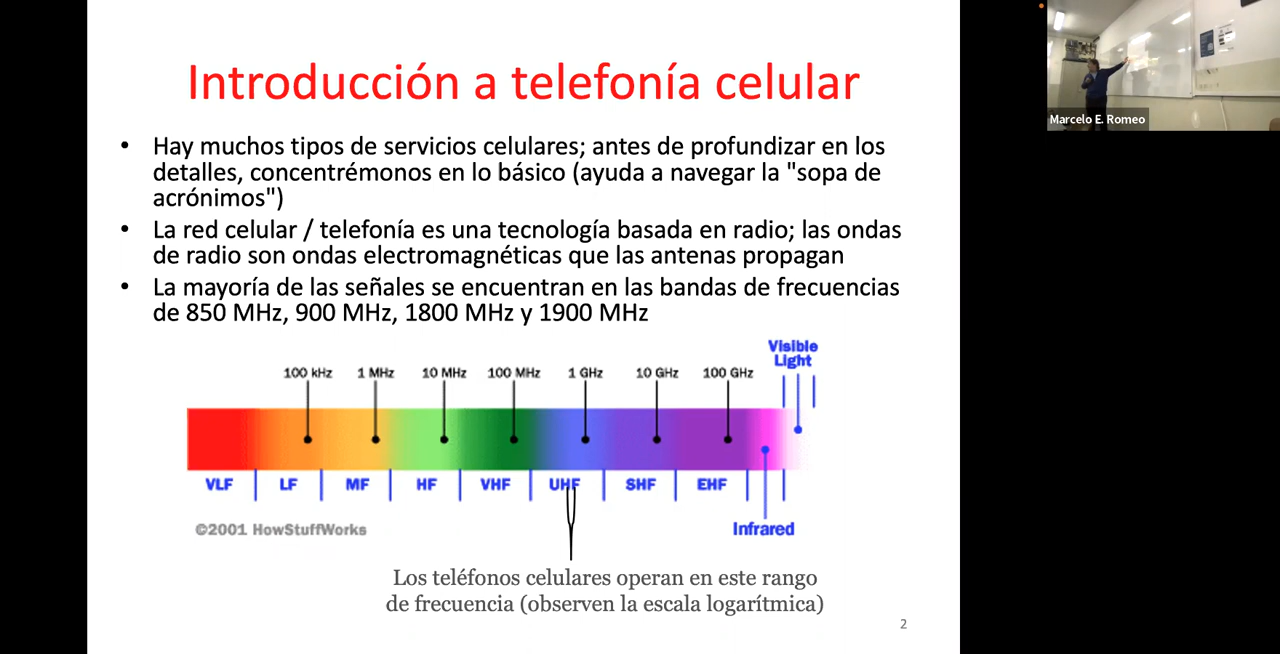 Introducción a telefonía celular
Marcelo E. Romeo
• Hay muchos tipos de servicios celulares; antes de profundizar en los
detalles, concentrémonos en lo básico (ayuda a navegar la "sopa de
acrónimos")
• La red celular / telefonía es una tecnología basada en radio; las ondas
de radio son ondas electromagnéticas que las antenas propagan
• La mayoría de las señales se encuentran en las bandas de frecuencias
de 850 MHz, 900 MHz, 1800 MHz y 1900 MHz
Visible
Light
100 kHz 1 MHz 10 MHz 100 MHz 1 GHz 10 GHz 100 GHz
VLF LF MF HF VHF UHF SHF EHF
©2001 HowStuffWorks
Infrared
Los teléfonos celulares operan en este rango
de frecuencia (observen la escala logarítmica)
2